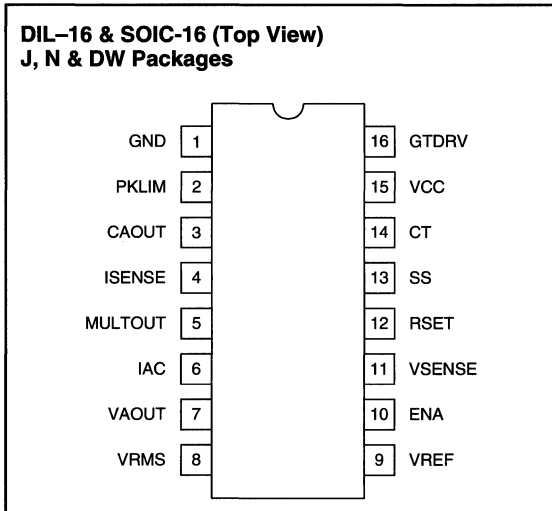 DIL–16 & SOIC-16 (Top View)
J, N & DW Packages
GND 1 16 GTDRV
PKLIM 2 15 VCC
CAOUT 3 14 CT
ISENSE 4 13 SS
MULTOUT 5 12 RSET
IAC 6 11 VSENSE
VAOUT 7 10 ENA
VRMS 8 9 VREF